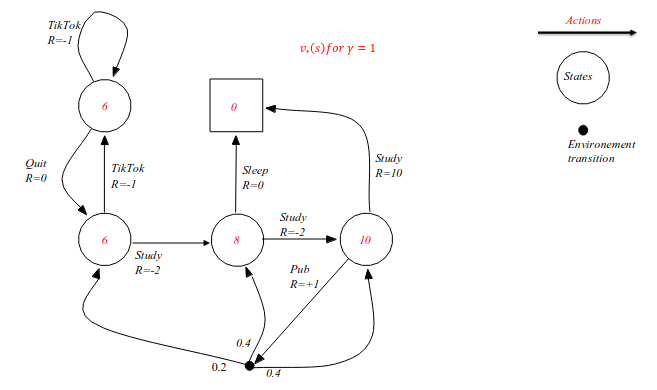 TikTok
R=-1
v*(s)for γ = 1
Actions
6
0
States
Environement
transition
Quit
R=0
TikTok
R=-1
Sleep
R=0
Study
R=10
6
Study
R=-2
8
Study
R=-2
10
Pub
R=+1
0.4
0.2
0.4